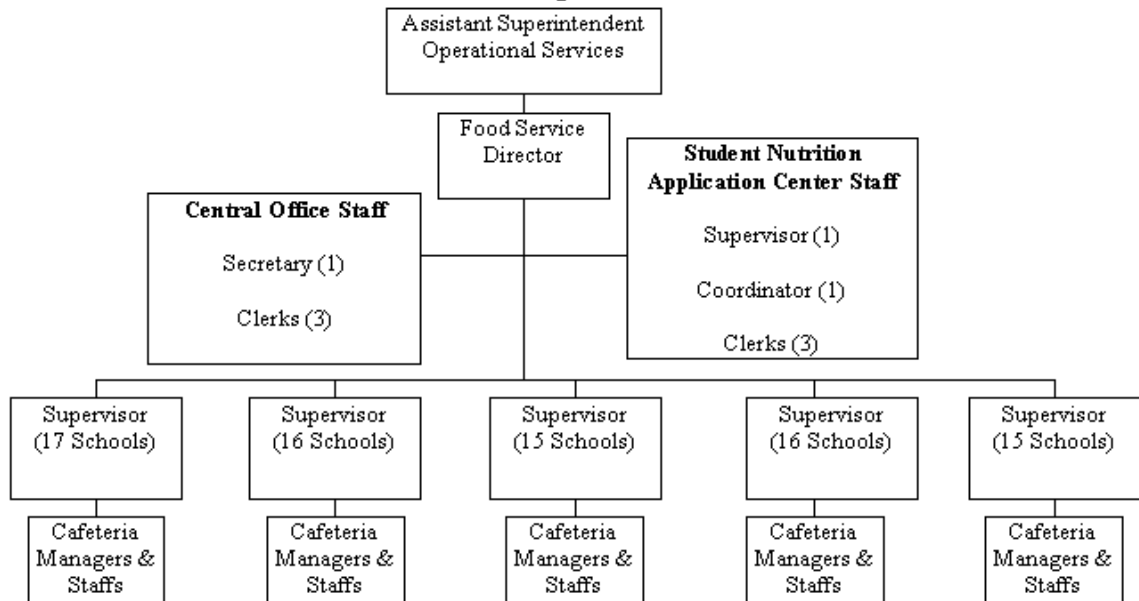 Assistant Superintendent
Operational Services
Food Service
Director
Student Nutrition
Application Center Staff
Supervisor (1)
Coordinator (1)
Clerks (3)
Central Office Staff
Secretary (1)
Clerks (3)
Supervisor
(17 Schools)
Supervisor
(16 Schools)
Supervisor
(15 Schools)
Supervisor
(16 Schools)
Supervisor
(15 Schools)
Cafeteria
Managers &
Staffs
Cafeteria
Managers &
Staffs
Cafeteria
Managers &
Staffs
Cafeteria
Managers &
Staffs
Cafeteria
Managers &
Staffs